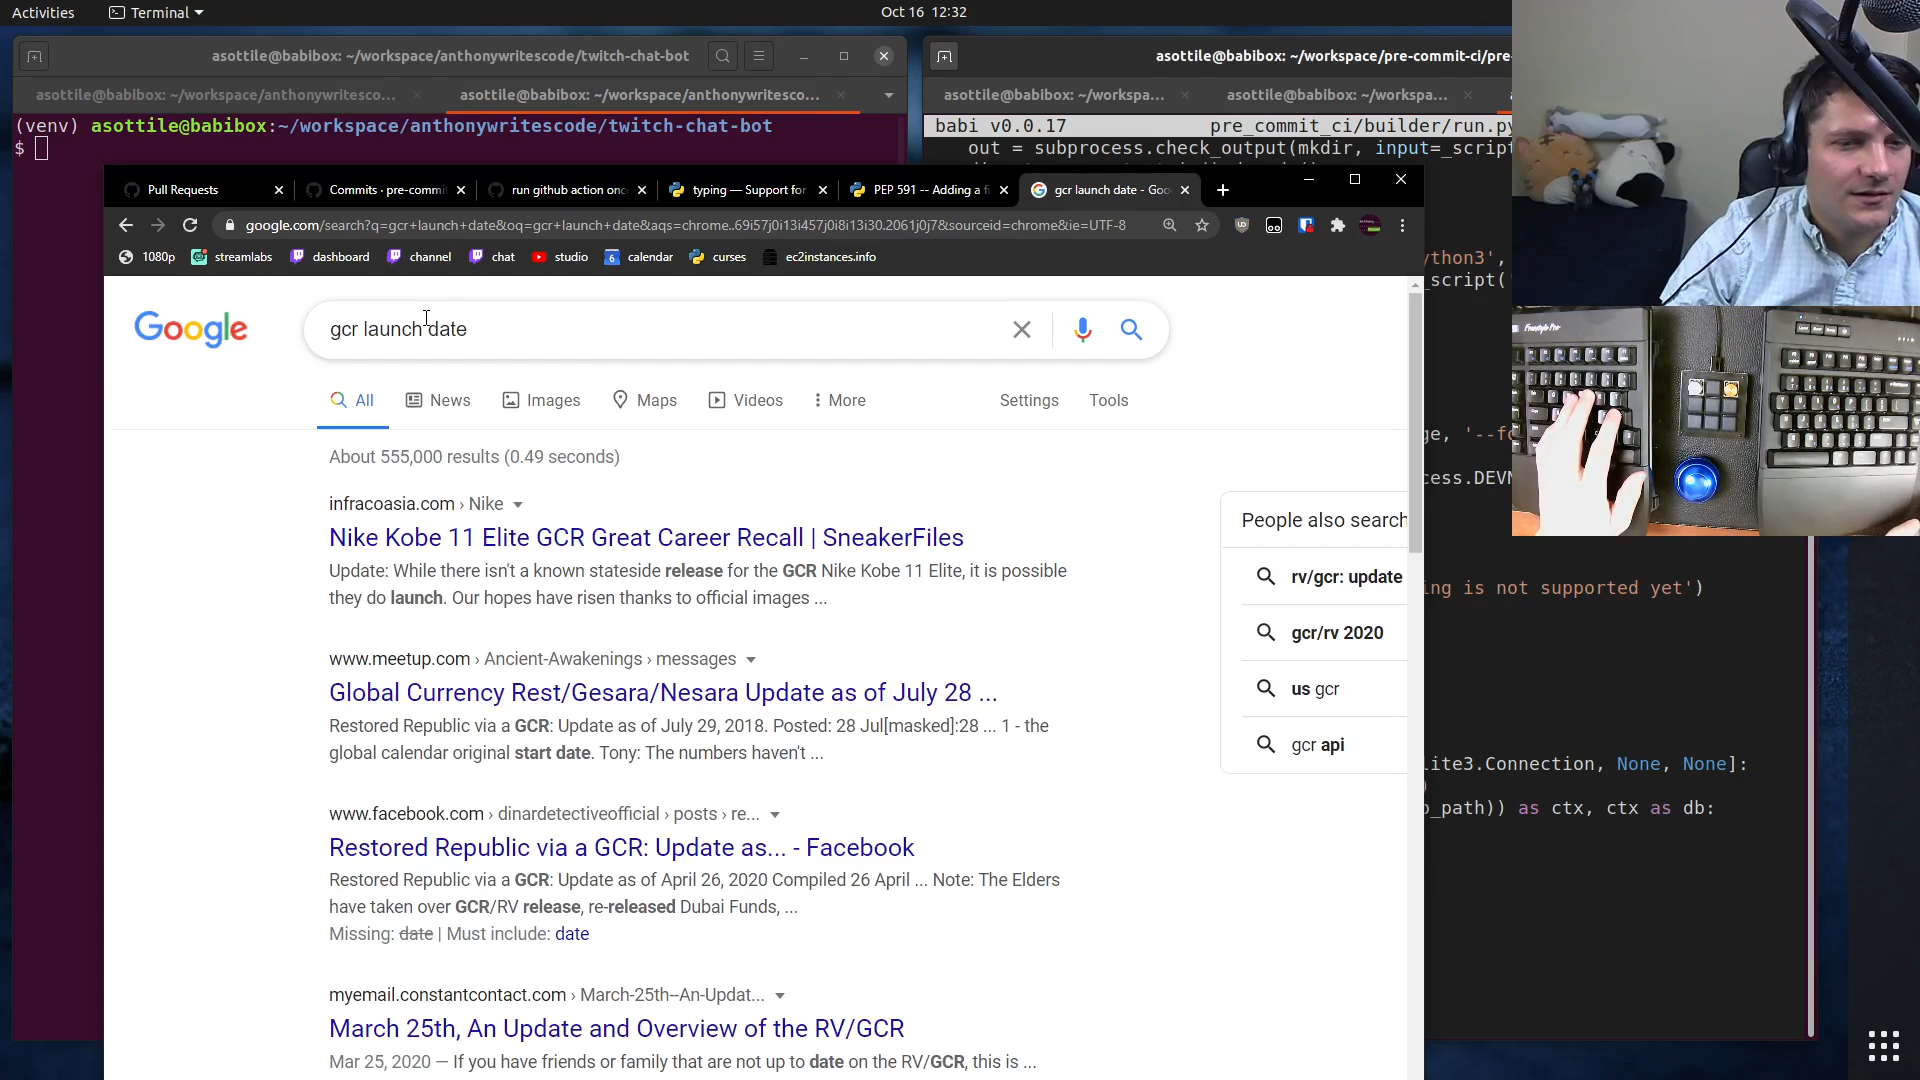 Activities
Terminal
Oct 16 12:32
asottile@babibox: ~/workspace/anthonywritescode/twitch-chat-bot
asottile@babibox: ~/workspace/anthonywritesco...
asottile@babibox: ~/workspace/anthonywritesco...
(venv) asottile@babibox:~/workspace/anthonywritescode/twitch-chat-bot
$
asottile@babibox: ~/workspace/pre-commit-ci/pre
asottile@babibox: ~/workspa...
asottile@babibox: ~/workspa...
babi v0.0.17 pre_commit_ci/builder/run.py
out = subprocess.check_output(mkdir, input=_script
Pull Requests
Commits · pre-commi
run github action onc
typing — Support for
PEP 591 -- Adding a fi
gcr launch date - Goo
google.com/search?q=gcr+launch+date&oq=gcr+launch+date&aqs=chrome..69i57j0i13i457j0i8i13i30.2061j0j7&sourceid=chrome&ie=UTF-8
1080p
streamlabs
dashboard
channel
chat
studio
6
calendar
curses
ec2instances.info
Google
gcr launch date
All
News
Images
Maps
Videos
More
Settings
Tools
About 555,000 results (0.49 seconds)
infracoasia.com › Nike
Nike Kobe 11 Elite GCR Great Career Recall | SneakerFiles
Update: While there isn't a known stateside release for the GCR Nike Kobe 11 Elite, it is possible
they do launch. Our hopes have risen thanks to official images ...
www.meetup.com › Ancient-Awakenings › messages
Global Currency Rest/Gesara/Nesara Update as of July 28 ...
Restored Republic via a GCR: Update as of July 29, 2018. Posted: 28 Jul[masked]:28 ... 1 - the
global calendar original start date. Tony: The numbers haven't ...
www.facebook.com › dinardetectiveofficial › posts › re...
Restored Republic via a GCR: Update as... - Facebook
Restored Republic via a GCR: Update as of April 26, 2020 Compiled 26 April ... Note: The Elders
have taken over GCR/RV release, re-released Dubai Funds, ...
Missing: date | Must include: date
myemail.constantcontact.com › March-25th--An-Updat...
March 25th, An Update and Overview of the RV/GCR
Mar 25, 2020 — If you have friends or family that are not up to date on the RV/GCR, this is ...
People also search
rv/gcr: update
gcr/rv 2020
us gcr
gcr api
ython3',
_script('
ge, '--fo
cess.DEVN
ing is not supported yet')
lite3.Connection, None, None]:
_path)) as ctx, ctx as db:
Freestyle Pro